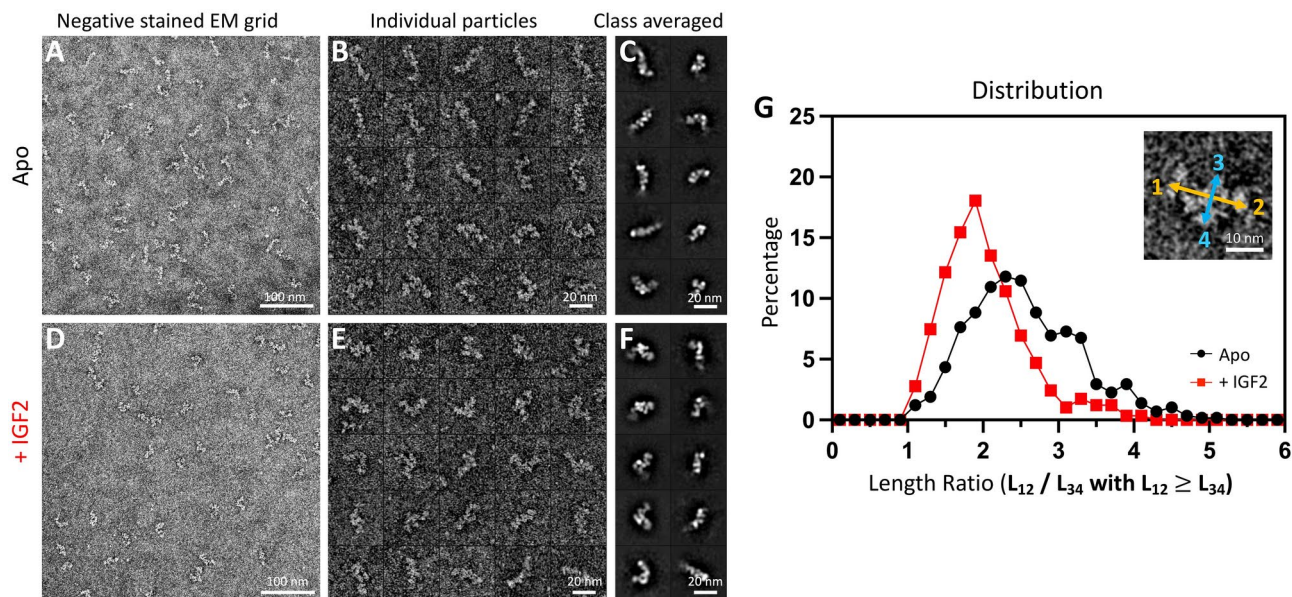 Negative stained EM grid
Individual particles
Class averaged
Apo
A
100 nm
B
20 nm
C
20 nm
+ IGF2
D
100 nm
E
20 nm
F
20 nm
G
Distribution
Percentage
25
20
15
10
5
0
0 1 2 3 4 5 6
Length Ratio (L12 / L34 with L12 ≥ L34)
Apo
+ IGF2
1
2
3
4
10 nm